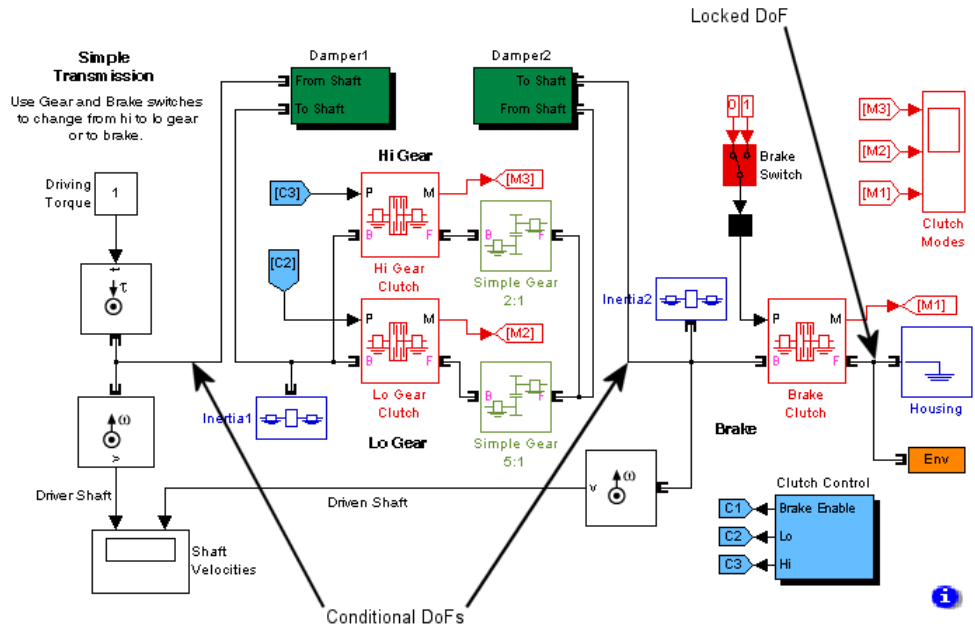 Locked DoF
Simple
Transmission
Use Gear and Brake switches
to change from hi to lo gear
or to brake.
Damper1
From Shaft
To Shaft
Damper2
To Shaft
From Shaft
0 1
Brake
Switch
[M3]
[M2]
[M1]
Clutch
Modes
Driving
Torque
1
Hi Gear
[C3]
P
M
B
F
[M3]
Hi Gear
Clutch
B
F
Simple Gear
2:1
[C2]
P
M
B
F
[M2]
Lo Gear
Clutch
B
F
Simple Gear
5:1
Lo Gear
t
τ
ω
v
Inertia1
Inertia2
P
M
B
F
[M1]
Brake
Clutch
Housing
Brake
Env
Driver Shaft
Driven Shaft
v
ω
Shaft
Velocities
Clutch Control
C1
Brake Enable
C2
Lo
C3
Hi
i
Conditional DoFs